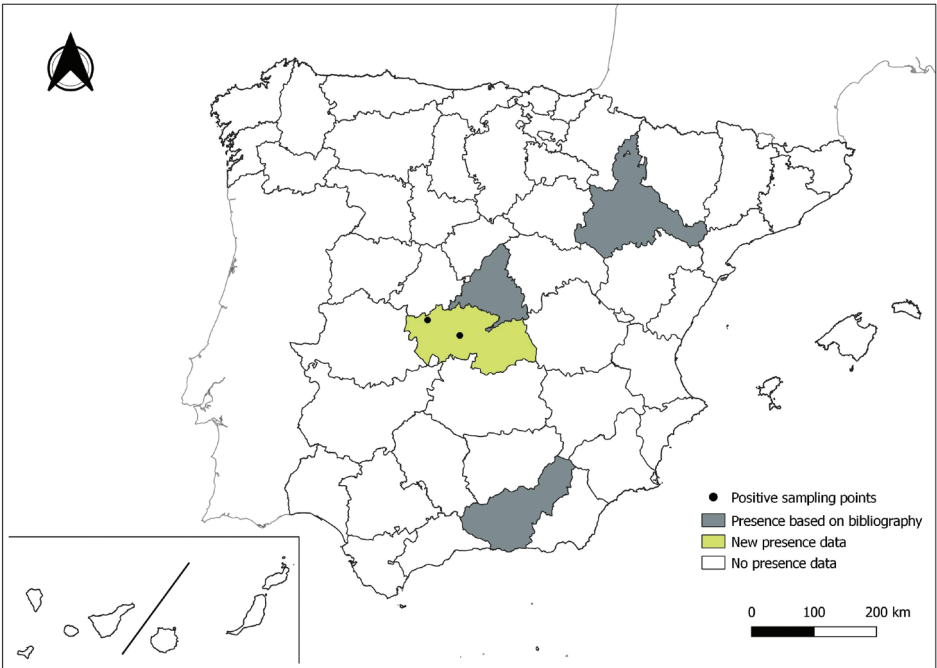 Positive sampling points
Presence based on bibliography
New presence data
No presence data
0 100 200 km